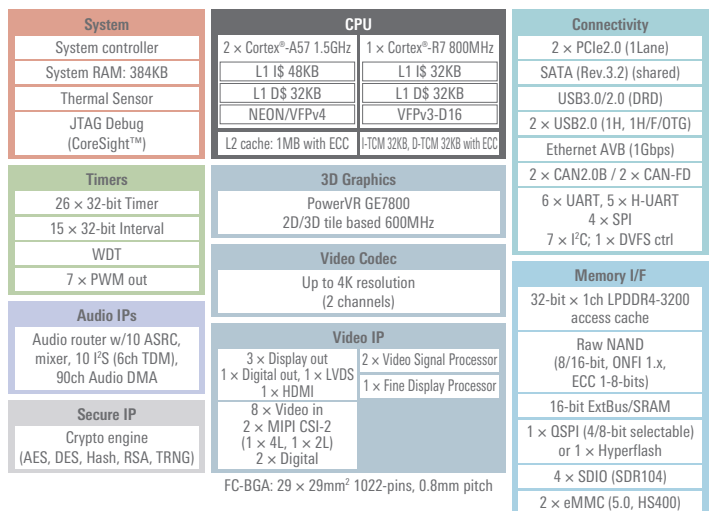 System
System controller
System RAM: 384KB
Thermal Sensor
JTAG Debug
(CoreSight™)
Timers
26 × 32-bit Timer
15 × 32-bit Interval
WDT
7 × PWM out
Audio IPs
Audio router w/10 ASRC,
mixer, 10 I²S (6ch TDM),
90ch Audio DMA
Secure IP
Crypto engine
(AES, DES, Hash, RSA, TRNG)
CPU
2 × Cortex®-A57 1.5GHz
L1 I$ 48KB
L1 D$ 32KB
NEON/VFPv4
L2 cache: 1MB with ECC
1 × Cortex®-R7 800MHz
L1 I$ 32KB
L1 D$ 32KB
VFPv3-D16
I-TCM 32KB, D-TCM 32KB with ECC
3D Graphics
PowerVR GE7800
2D/3D tile based 600MHz
Video Codec
Up to 4K resolution
(2 channels)
Video IP
3 × Display out
1 × Digital out, 1 × LVDS
1 × HDMI
8 × Video in
2 × MIPI CSI-2
(1 × 4L, 1 × 2L)
2 × Digital
2 × Video Signal Processor
1 × Fine Display Processor
FC-BGA: 29 × 29mm² 1022-pins, 0.8mm pitch
Connectivity
2 × PCIe2.0 (1Lane)
SATA (Rev.3.2) (shared)
USB3.0/2.0 (DRD)
2 × USB2.0 (1H, 1H/F/OTG)
Ethernet AVB (1Gbps)
2 × CAN2.0B / 2 × CAN-FD
6 × UART, 5 × H-UART
4 × SPI
7 × I²C; 1 × DVFS ctrl
Memory I/F
32-bit × 1ch LPDDR4-3200
access cache
Raw NAND
(8/16-bit, ONFI 1.x,
ECC 1-8-bits)
16-bit ExtBus/SRAM
1 × QSPI (4/8-bit selectable)
or 1 × Hyperflash
4 × SDIO (SDR104)
2 × eMMC (5.0, HS400)